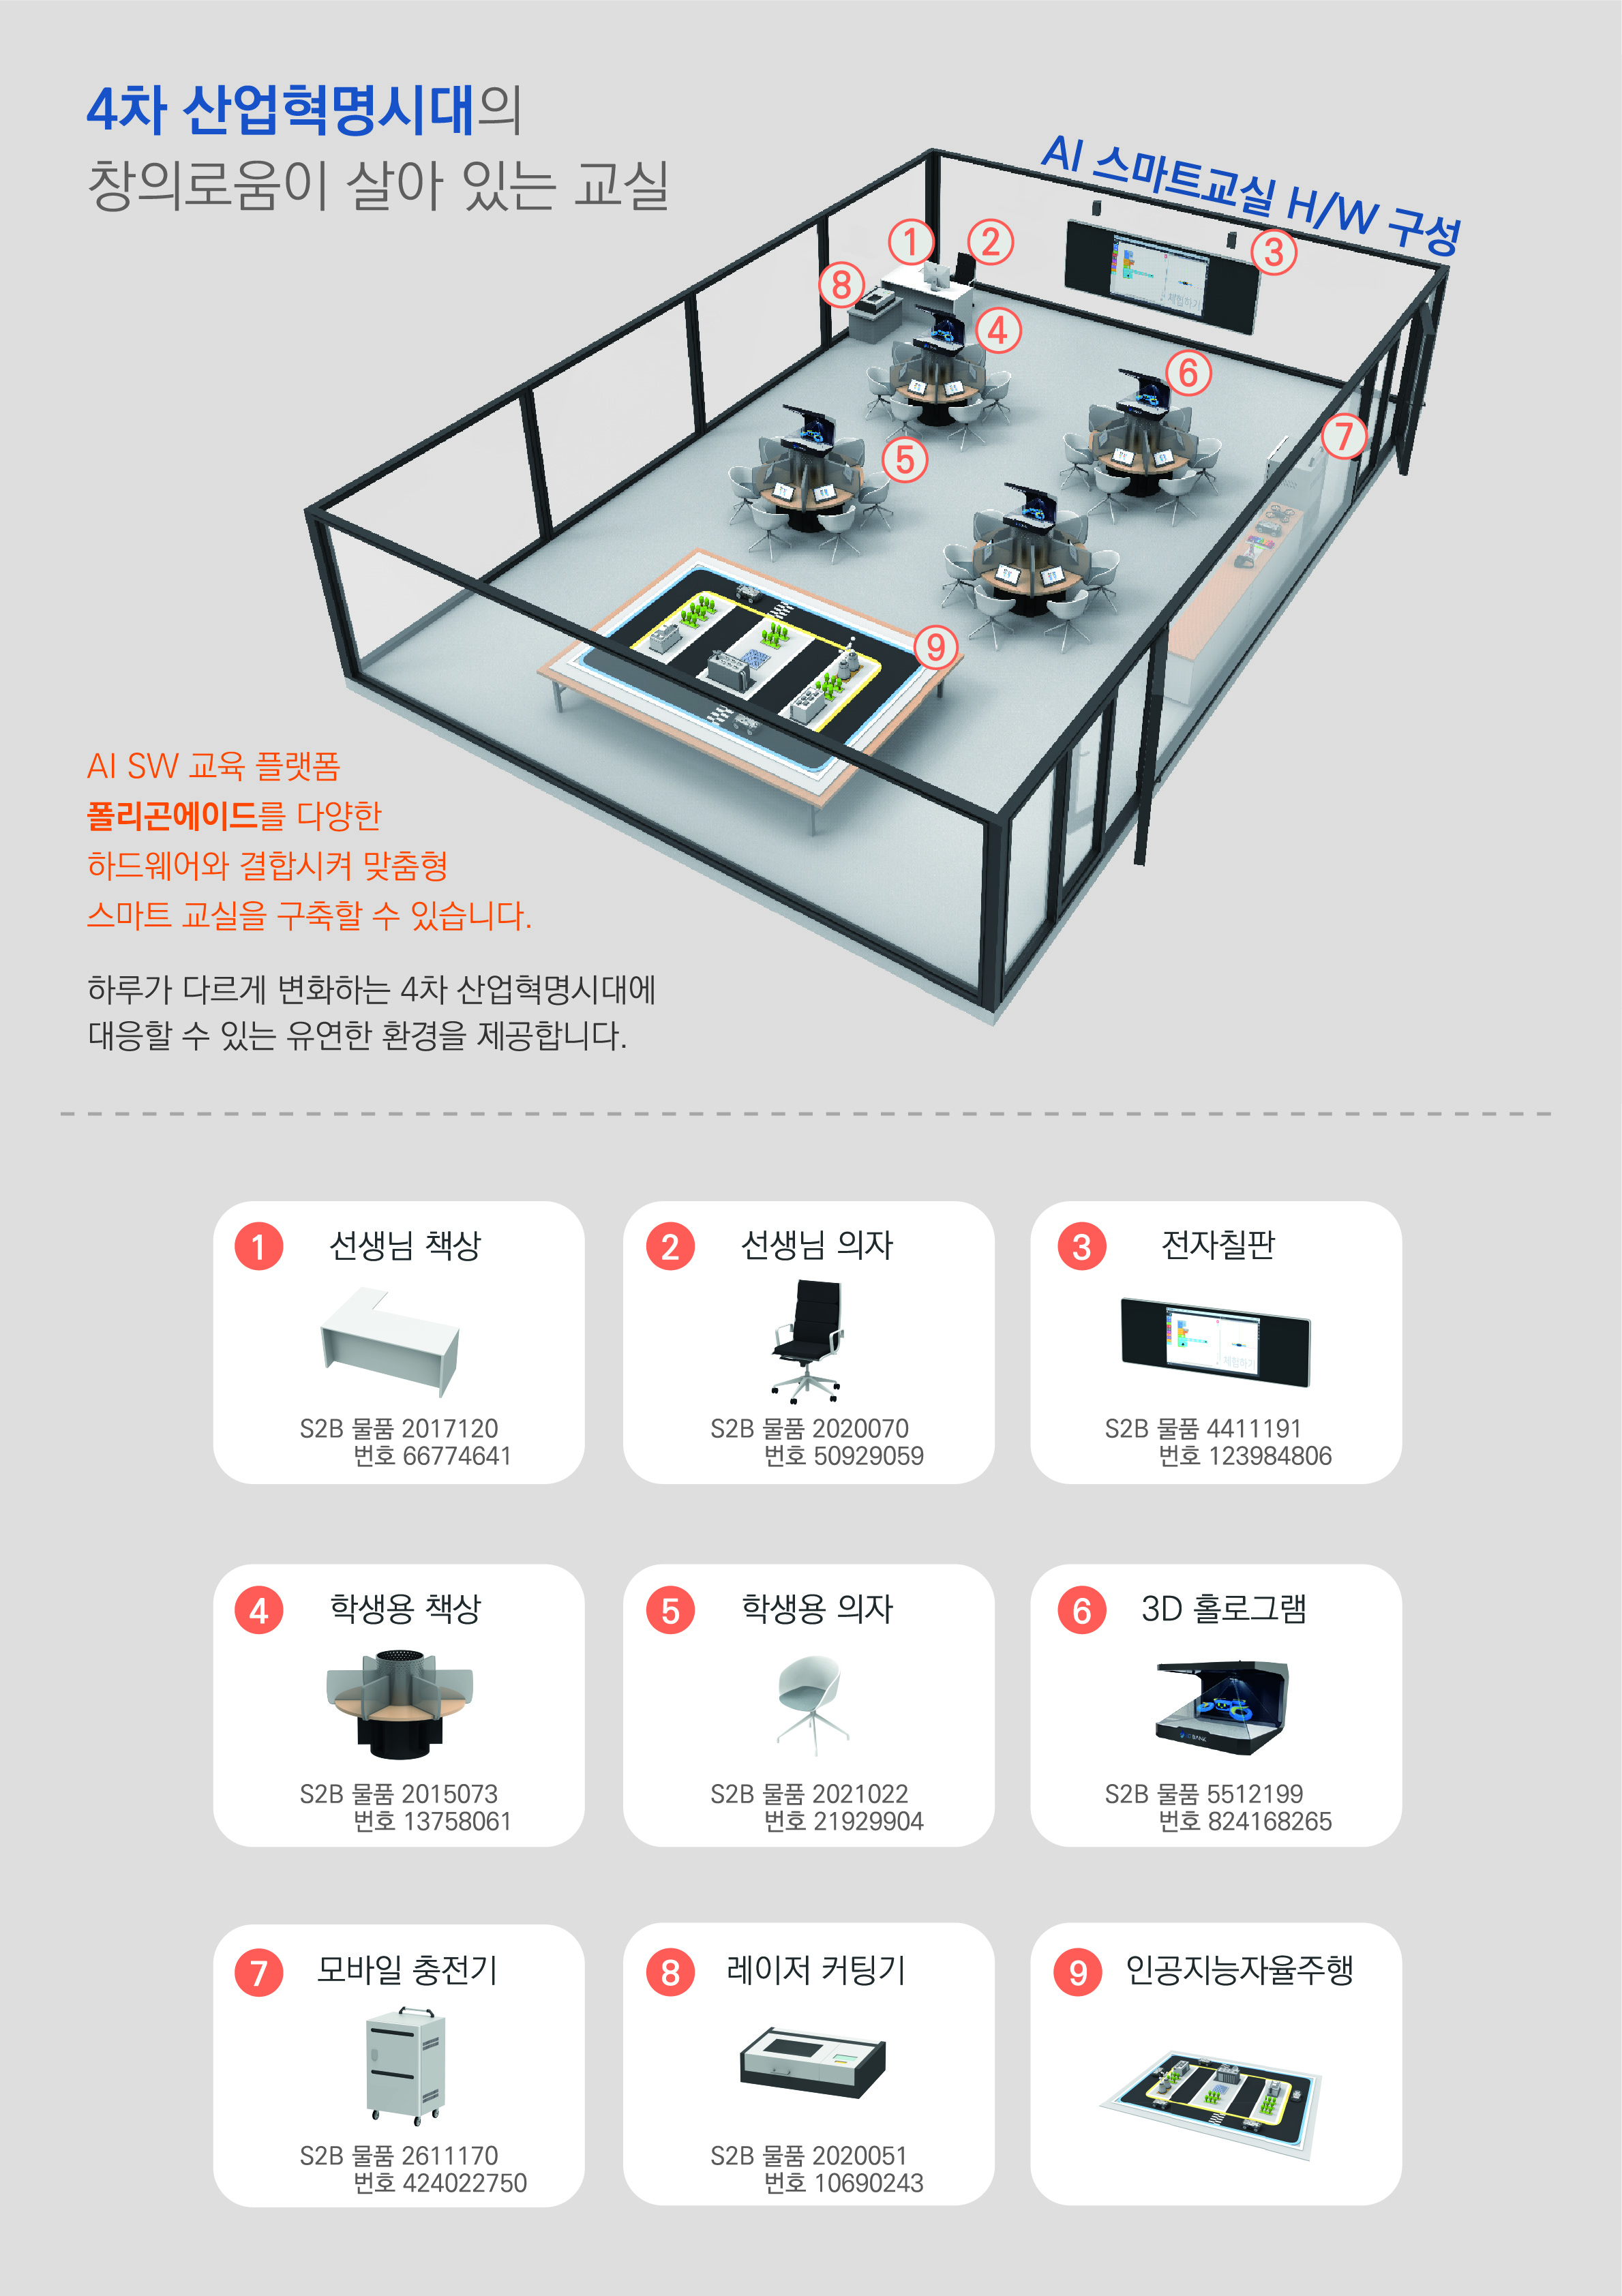 4차 산업혁명시대의
창의로움이 살아 있는 교실
AI 스마트교실 H/W 구성
1
2
3
8
4
6
7
5
9
체험하기
AI SW 교육 플랫폼
폴리곤에이드를 다양한
하드웨어와 결합시켜 맞춤형
스마트 교실을 구축할 수 있습니다.
하루가 다르게 변화하는 4차 산업혁명시대에
대응할 수 있는 유연한 환경을 제공합니다.
1 선생님 책상
S2B 물품 2017120
번호 66774641
2 선생님 의자
S2B 물품 2020070
번호 50929059
3 전자칠판
체험하기
S2B 물품 4411191
번호 123984806
4 학생용 책상
S2B 물품 2015073
번호 13758061
5 학생용 의자
S2B 물품 2021022
번호 21929904
6 3D 홀로그램
BANK
S2B 물품 5512199
번호 824168265
7 모바일 충전기
S2B 물품 2611170
번호 424022750
8 레이저 커팅기
S2B 물품 2020051
번호 10690243
9 인공지능자율주행